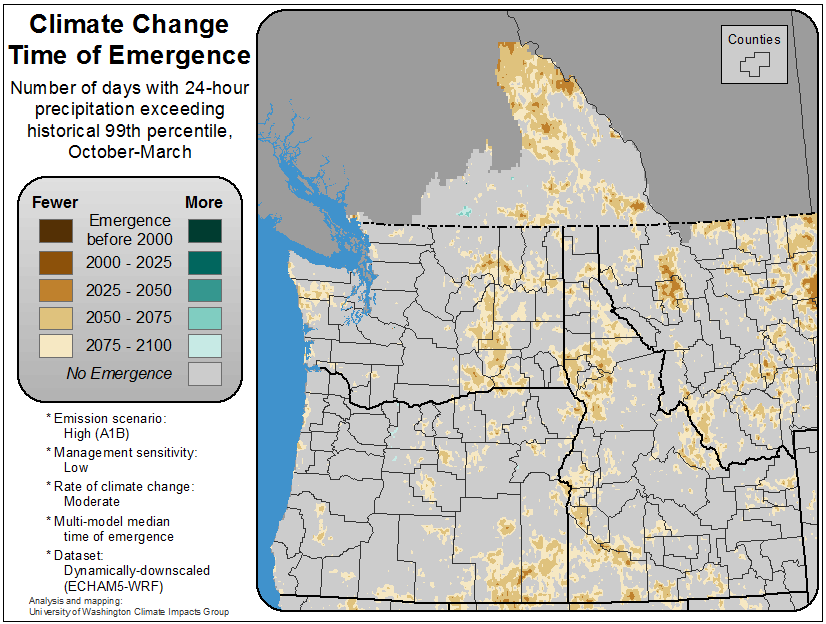 Climate Change
Time of Emergence
Number of days with 24-hour
precipitation exceeding
historical 99th percentile,
October-March
Fewer More
Emergence
before 2000
2000 - 2025
2025 - 2050
2050 - 2075
2075 - 2100
No Emergence
* Emission scenario:
High (A1B)
* Management sensitivity:
Low
* Rate of climate change:
Moderate
* Multi-model median
time of emergence
* Dataset:
Dynamically-downscaled
(ECHAM5-WRF)
Analysis and mapping:
University of Washington Climate Impacts Group
Counties